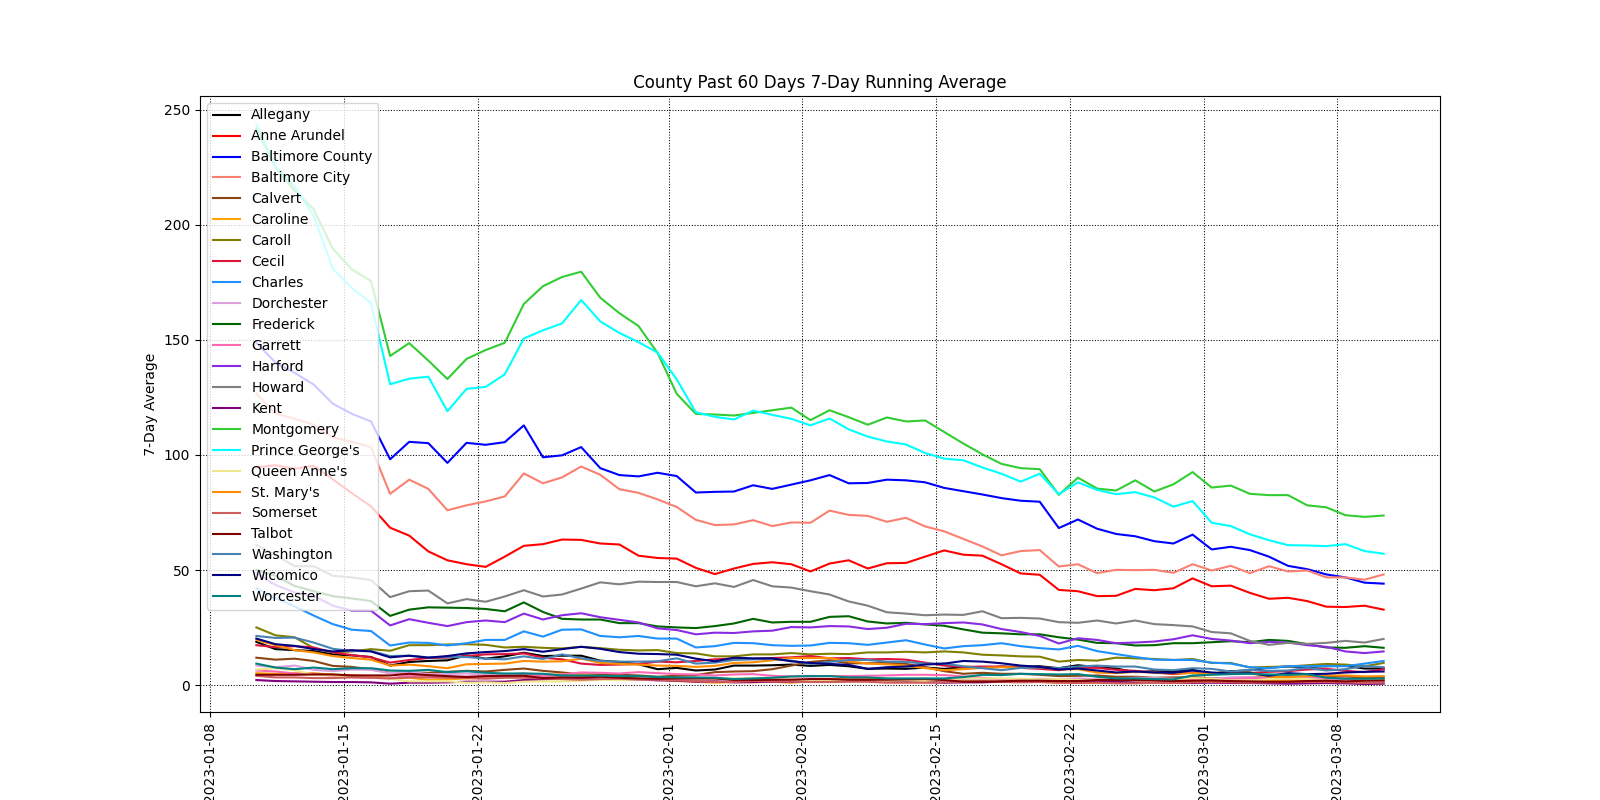 County Past 60 Days 7-Day Running Average
7-Day Average
250
200
150
100
50
0
Allegany
Anne Arundel
Baltimore County
Baltimore City
Calvert
Caroline
Caroll
Cecil
Charles
Dorchester
Frederick
Garrett
Harford
Howard
Kent
Montgomery
Prince George's
Queen Anne's
St. Mary's
Somerset
Talbot
Washington
Wicomico
Worcester
2023-01-08
2023-01-15
2023-01-22
2023-02-01
2023-02-08
2023-02-15
2023-02-22
2023-03-01
2023-03-08